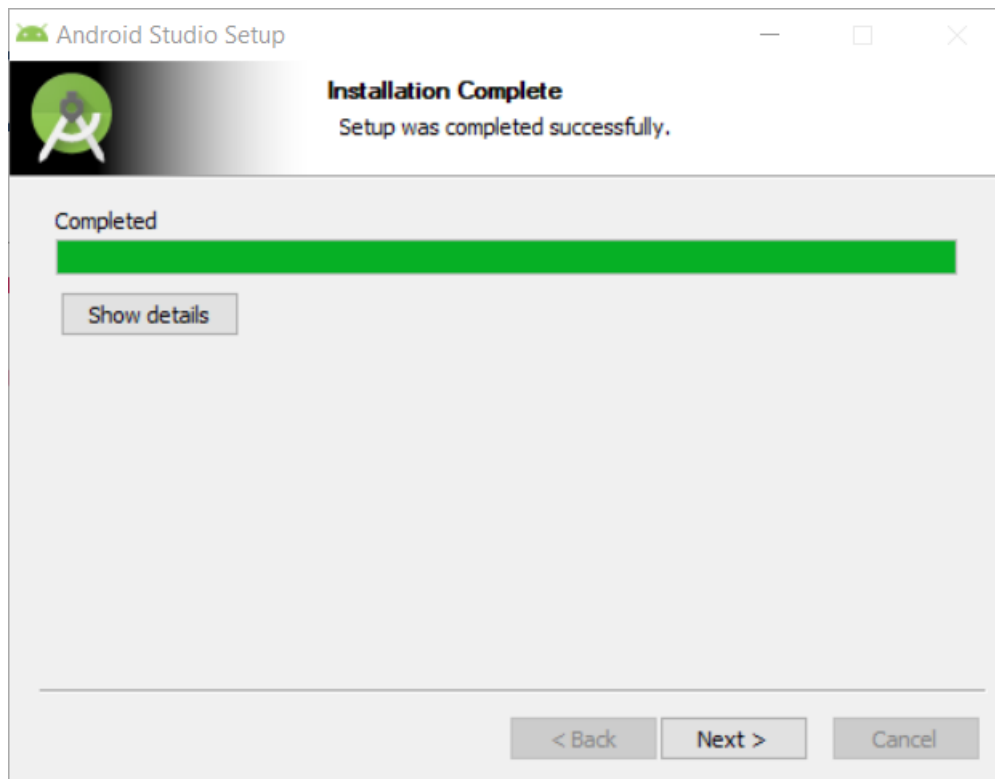 Android Studio Setup
Installation Complete
Setup was completed successfully.
Completed
Show details
< Back
Next >
Cancel